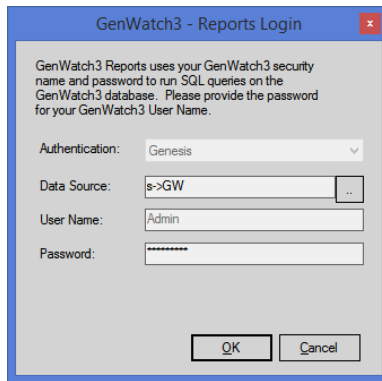 GenWatch3 - Reports Login
x
GenWatch3 Reports uses your GenWatch3 security
name and password to run SQL queries on the
GenWatch3 database. Please provide the password
for your GenWatch3 User Name.
Authentication: Genesis
Data Source: s->GW ..
User Name: Admin
Password: *********
OK Cancel